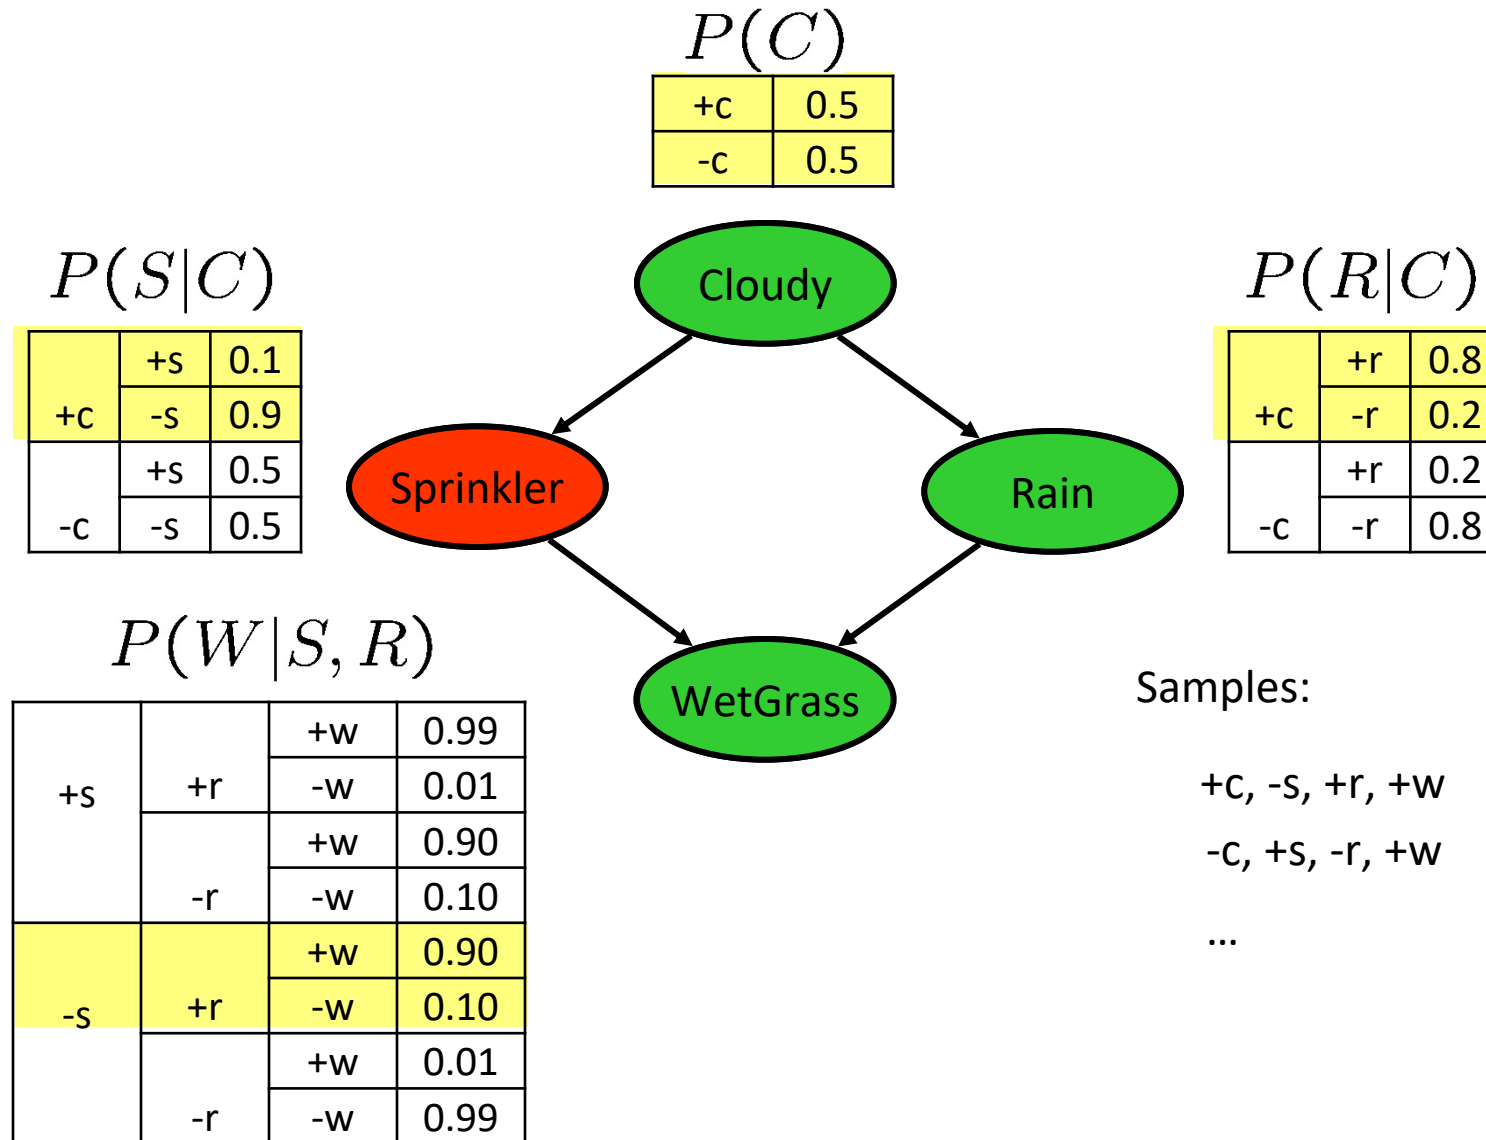 P(C)
+c 0.5
-c 0.5
P(S|C)
+s 0.1
+c -s 0.9
+s 0.5
-c -s 0.5
Cloudy
P(R|C)
+r 0.8
+c -r 0.2
+r 0.2
-c -r 0.8
Sprinkler
Rain
P(W|S, R)
+w 0.99
+s +r -w 0.01
+w 0.90
-r -w 0.10
+w 0.90
-s +r -w 0.10
+w 0.01
-r -w 0.99
WetGrass
Samples:
+c, -s, +r, +w
-c, +s, -r, +w
...